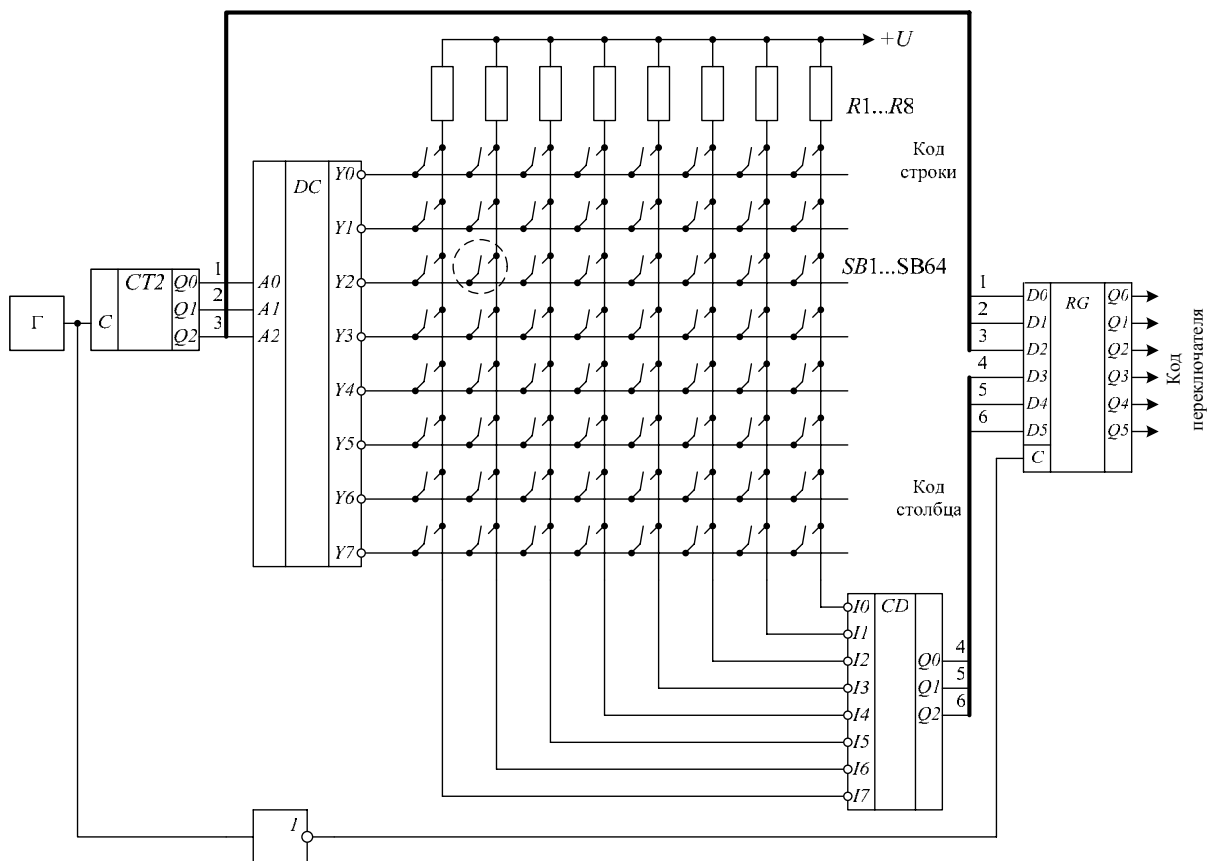 +U
R1...R8
Код
строки
Y0
DC
Y1
Y2
SB1...SB64
CT2
Q0
1
A0
Q1
2
A1
Q2
3
A2
Г
C
Y3
Y4
Y5
Y6
Y7
1
D0
RG
Q0
2
D1
Q1
3
D2
Q2
4
D3
Q3
5
D4
Q4
6
D5
Q5
C
Код
переключателя
Код
столбца
I0
CD
I1
I2
Q0
4
I3
Q1
5
I4
Q2
6
I5
I6
I7
1